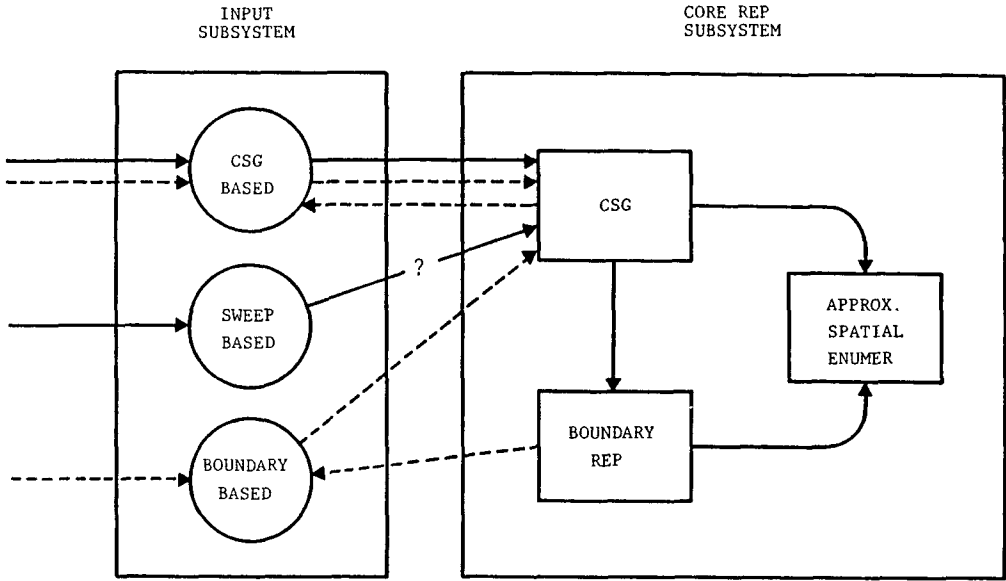 INPUT
SUBSYSTEM
CORE REP
SUBSYSTEM
CSG
BASED
CSG
?
SWEEP
BASED
APPROX.
SPATIAL
ENUMER
BOUNDARY
BASED
BOUNDARY
REP